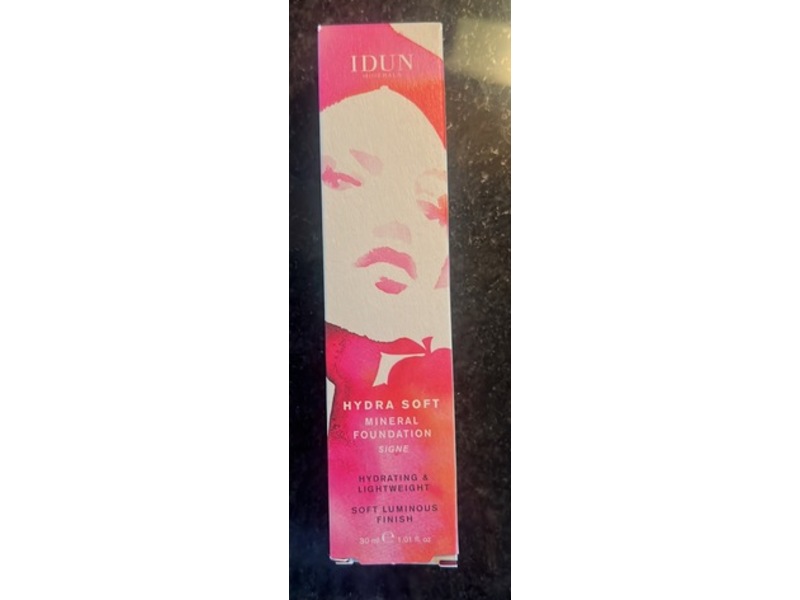 IDUN
MINERALS
HYDRA SOFT
MINERAL
FOUNDATION
SIGNE
HYDRATING &
LIGHTWEIGHT
SOFT LUMINOUS
FINISH
30 ml ℮ 1.01 fl oz